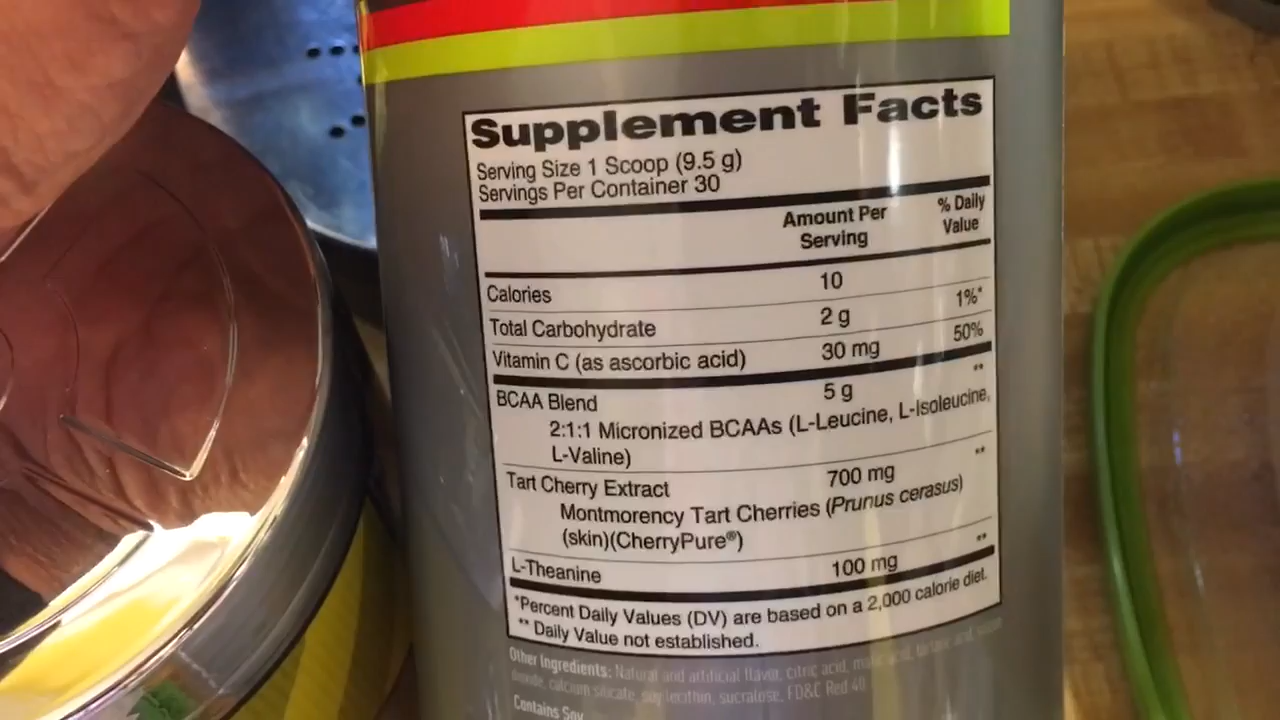 Supplement Facts
Serving Size 1 Scoop (9.5 g)
Servings Per Container 30
Amount Per Serving
% Daily Value
Calories 10
Total Carbohydrate 2 g 1%*
Vitamin C (as ascorbic acid) 30 mg 50%
BCAA Blend 5 g **
2:1:1 Micronized BCAAs (L-Leucine, L-Isoleucine,
L-Valine)
Tart Cherry Extract 700 mg **
Montmorency Tart Cherries (Prunus cerasus)
(skin)(CherryPure®)
L-Theanine 100 mg **
*Percent Daily Values (DV) are based on a 2,000 calorie diet.
** Daily Value not established.
Other Ingredients: Natural and artificial flavor, citric acid, malic acid, and
calcium silicate, soy lecithin, sucralose, FD&C Red 40
Contains Soy